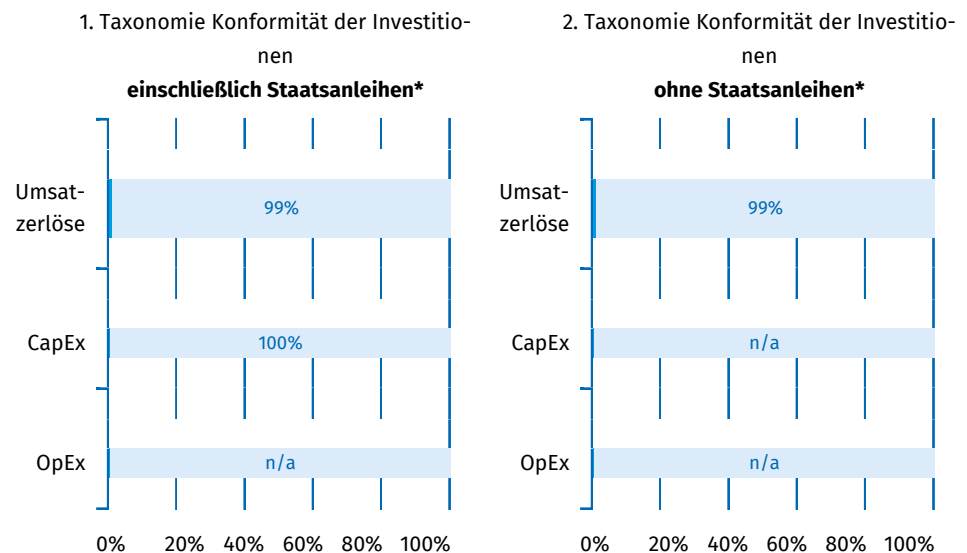 1. Taxonomie Konformität der Investitio-
nen
einschließlich Staatsanleihen*
Umsat-
zerlöse
99%
CapEx
100%
OpEx
n/a
0% 20% 40% 60% 80% 100%
2. Taxonomie Konformität der Investitio-
nen
ohne Staatsanleihen*
Umsat-
zerlöse
99%
CapEx
n/a
OpEx
n/a
0% 20% 40% 60% 80% 100%